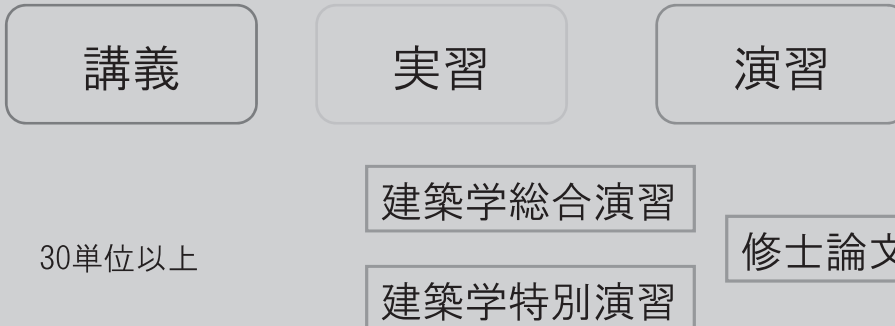 講義
実習
演習
建築学総合演習
修士論文
30単位以上
建築学特別演習